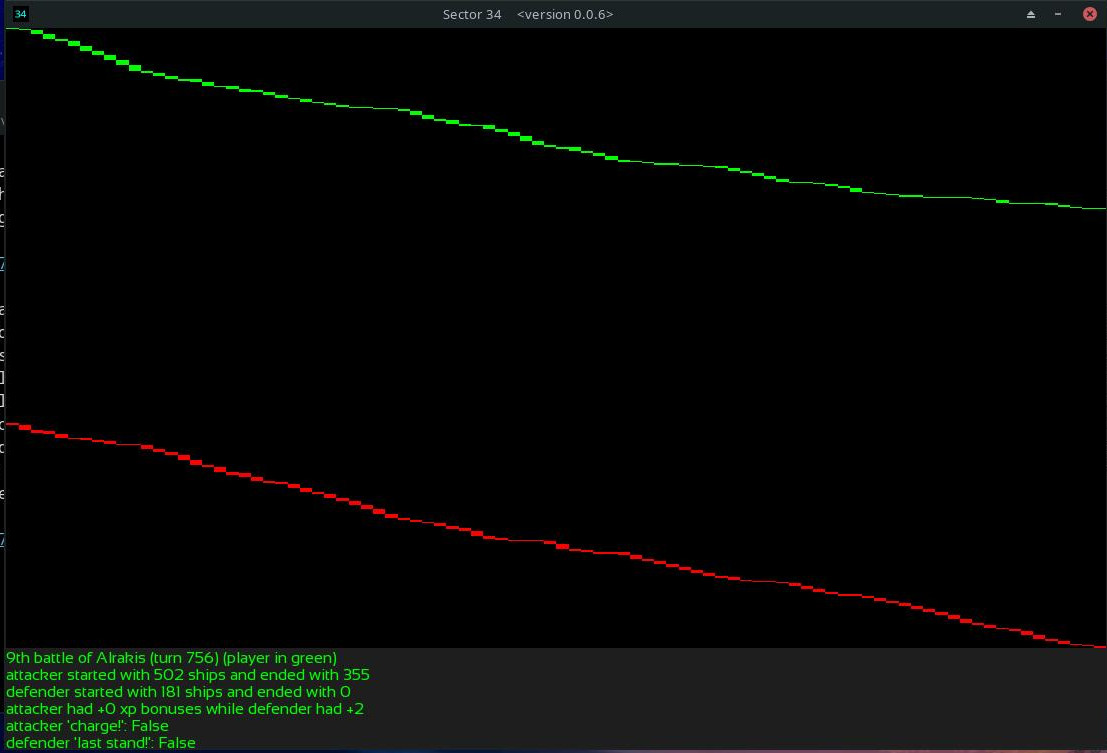 34
Sector 34 <version 0.0.6>
9th battle of Alrakis (turn 756) (player in green)
attacker started with 502 ships and ended with 355
defender started with 181 ships and ended with 0
attacker had +0 xp bonuses while defender had +2
attacker 'charge!': False
defender 'last stand!': False